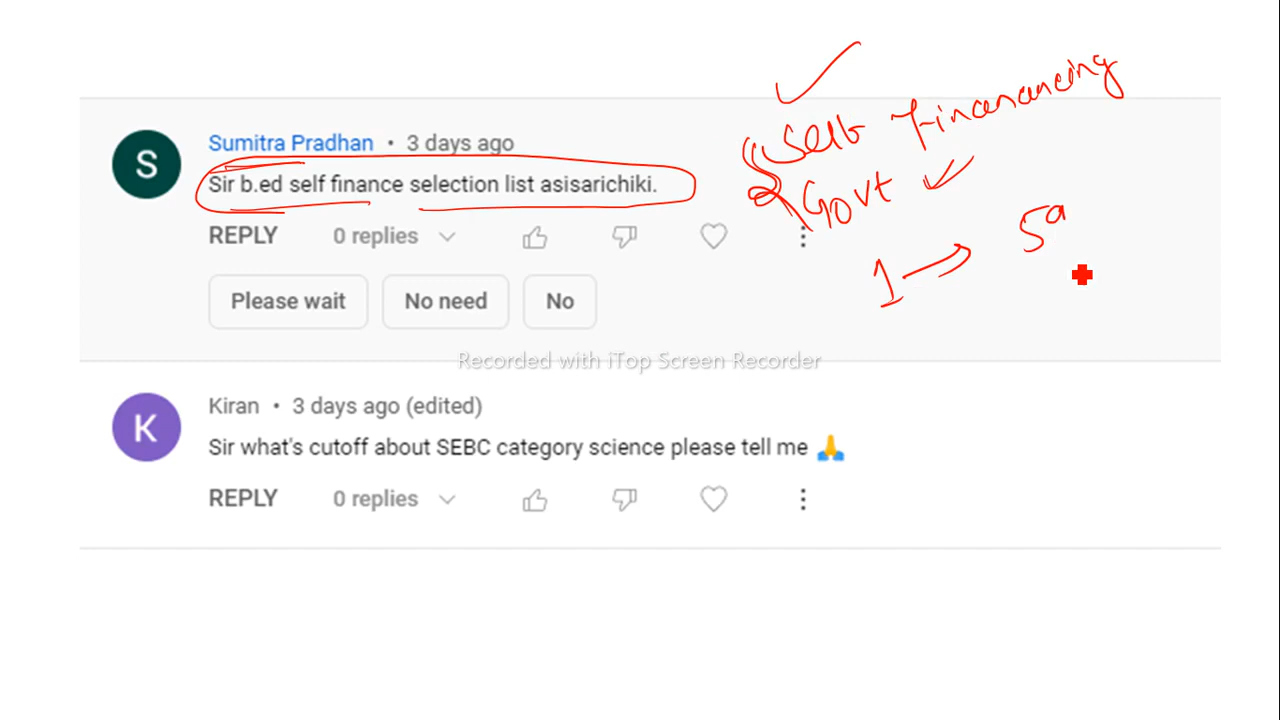 Self Financancing
Sumitra Pradhan • 3 days ago
Sir b.ed self finance selection list asisarichiki.
Govt
REPLY 0 replies
1 → 5
Please wait No need No
Recorded with iTop Screen Recorder
Kiran • 3 days ago (edited)
Sir what's cutoff about SEBC category science please tell me 🙏
REPLY 0 replies